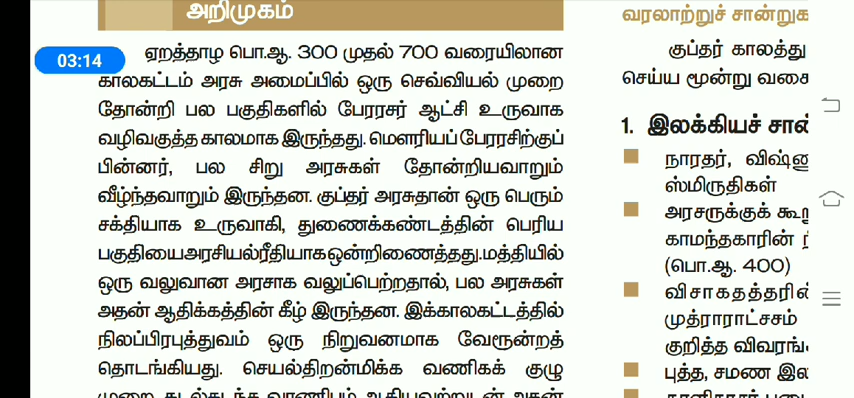 அறிமுகம்
03:14
ஏறத்தாழ பொ.ஆ. 300 முதல் 700 வரையிலான
காலகட்டம் அரசு அமைப்பில் ஒரு செவ்வியல் முறை
தோன்றி பல பகுதிகளில் பேரரசர் ஆட்சி உருவாக
வழிவகுத்த காலமாக இருந்தது. மௌரியப் பேரரசிற்குப்
பின்னர், பல சிறு அரசுகள் தோன்றியவாறும்
வீழ்ந்தவாறும் இருந்தன. குப்தர் அரசுதான் ஒரு பெரும்
சக்தியாக உருவாகி, துணைக்கண்டத்தின் பெரிய
பகுதியை அரசியல்ரீதியாக ஒன்றிணைத்தது. மத்தியில்
ஒரு வலுவான அரசாக வலுப்பெற்றதால், பல அரசுகள்
அதன் ஆதிக்கத்தின் கீழ் இருந்தன. இக்காலகட்டத்தில்
நிலப்பிரபுத்துவம் ஒரு நிறுவனமாக வேரூன்றத்
தொடங்கியது. செயல்திறன்மிக்க வணிகக் குழு
வரலாற்றுச் சான்றுக
குப்தர் காலத்து
செய்ய மூன்று வகை
1. இலக்கியச் சான்
நாரதர், விஷ்ணு
ஸ்மிருதிகள்
அரசருக்குக் கூற
காமந்தகாரின் நீ
(பொ.ஆ. 400)
விசாகதத்தரின்
முத்ராராட்சசம்
குறித்த விவரங்
புத்த, சமண இல